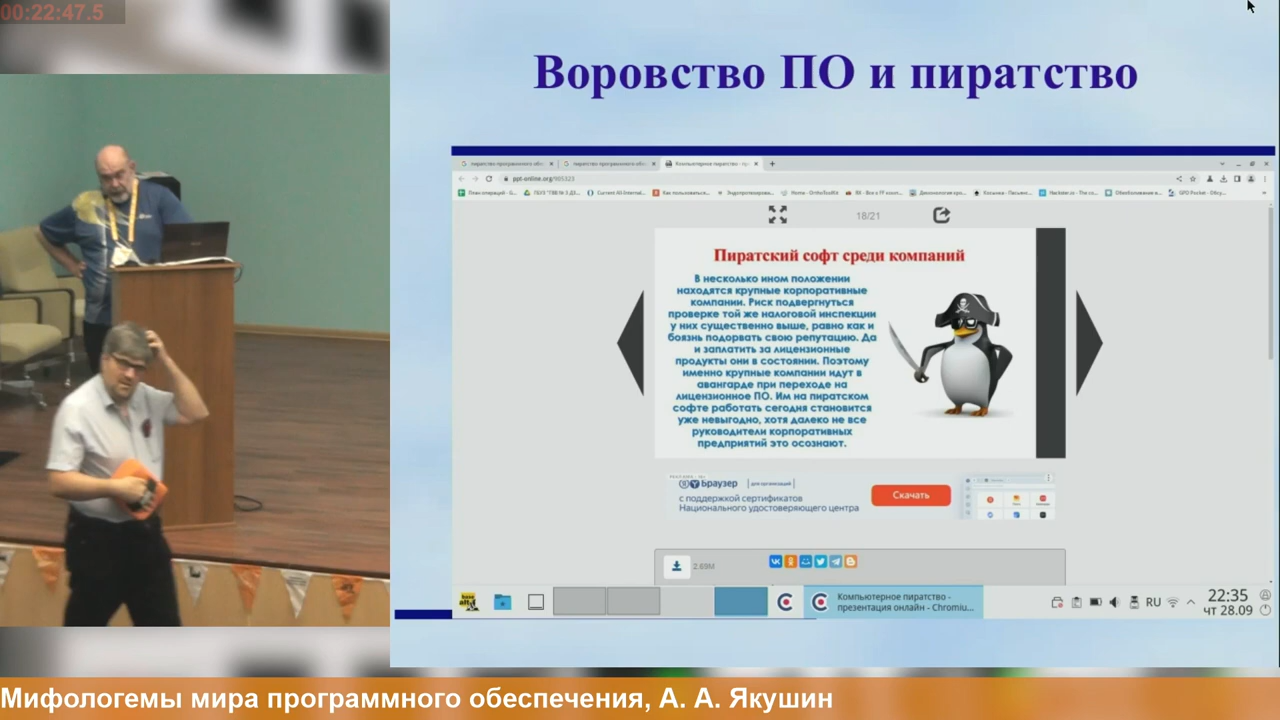 00:22:47.5
Воровство ПО и пиратство
ppt-online.org/905323
18/21
Пиратский софт среди компаний
В несколько ином положении
находятся крупные корпоративные
компании. Риск подвергнуться
проверке той же налоговой инспекции
у них существенно выше, равно как и
боязнь подорвать свою репутацию. Да
и заплатить за лицензионные
продукты они в состоянии. Поэтому
именно крупные компании идут в
авангарде при переходе на
лицензионное ПО. Им на пиратском
софте работать сегодня становится
уже невыгодно, хотя далеко не все
руководители корпоративных
предприятий это осознают.
Браузер для организаций
с поддержкой сертификатов
Национального удостоверяющего центра
Скачать
2.69M
Компьютерное пиратство -
презентация онлайн - Chromiu...
RU
22:35
чт 28.09
Мифологемы мира программного обеспечения, А. А. Якушин